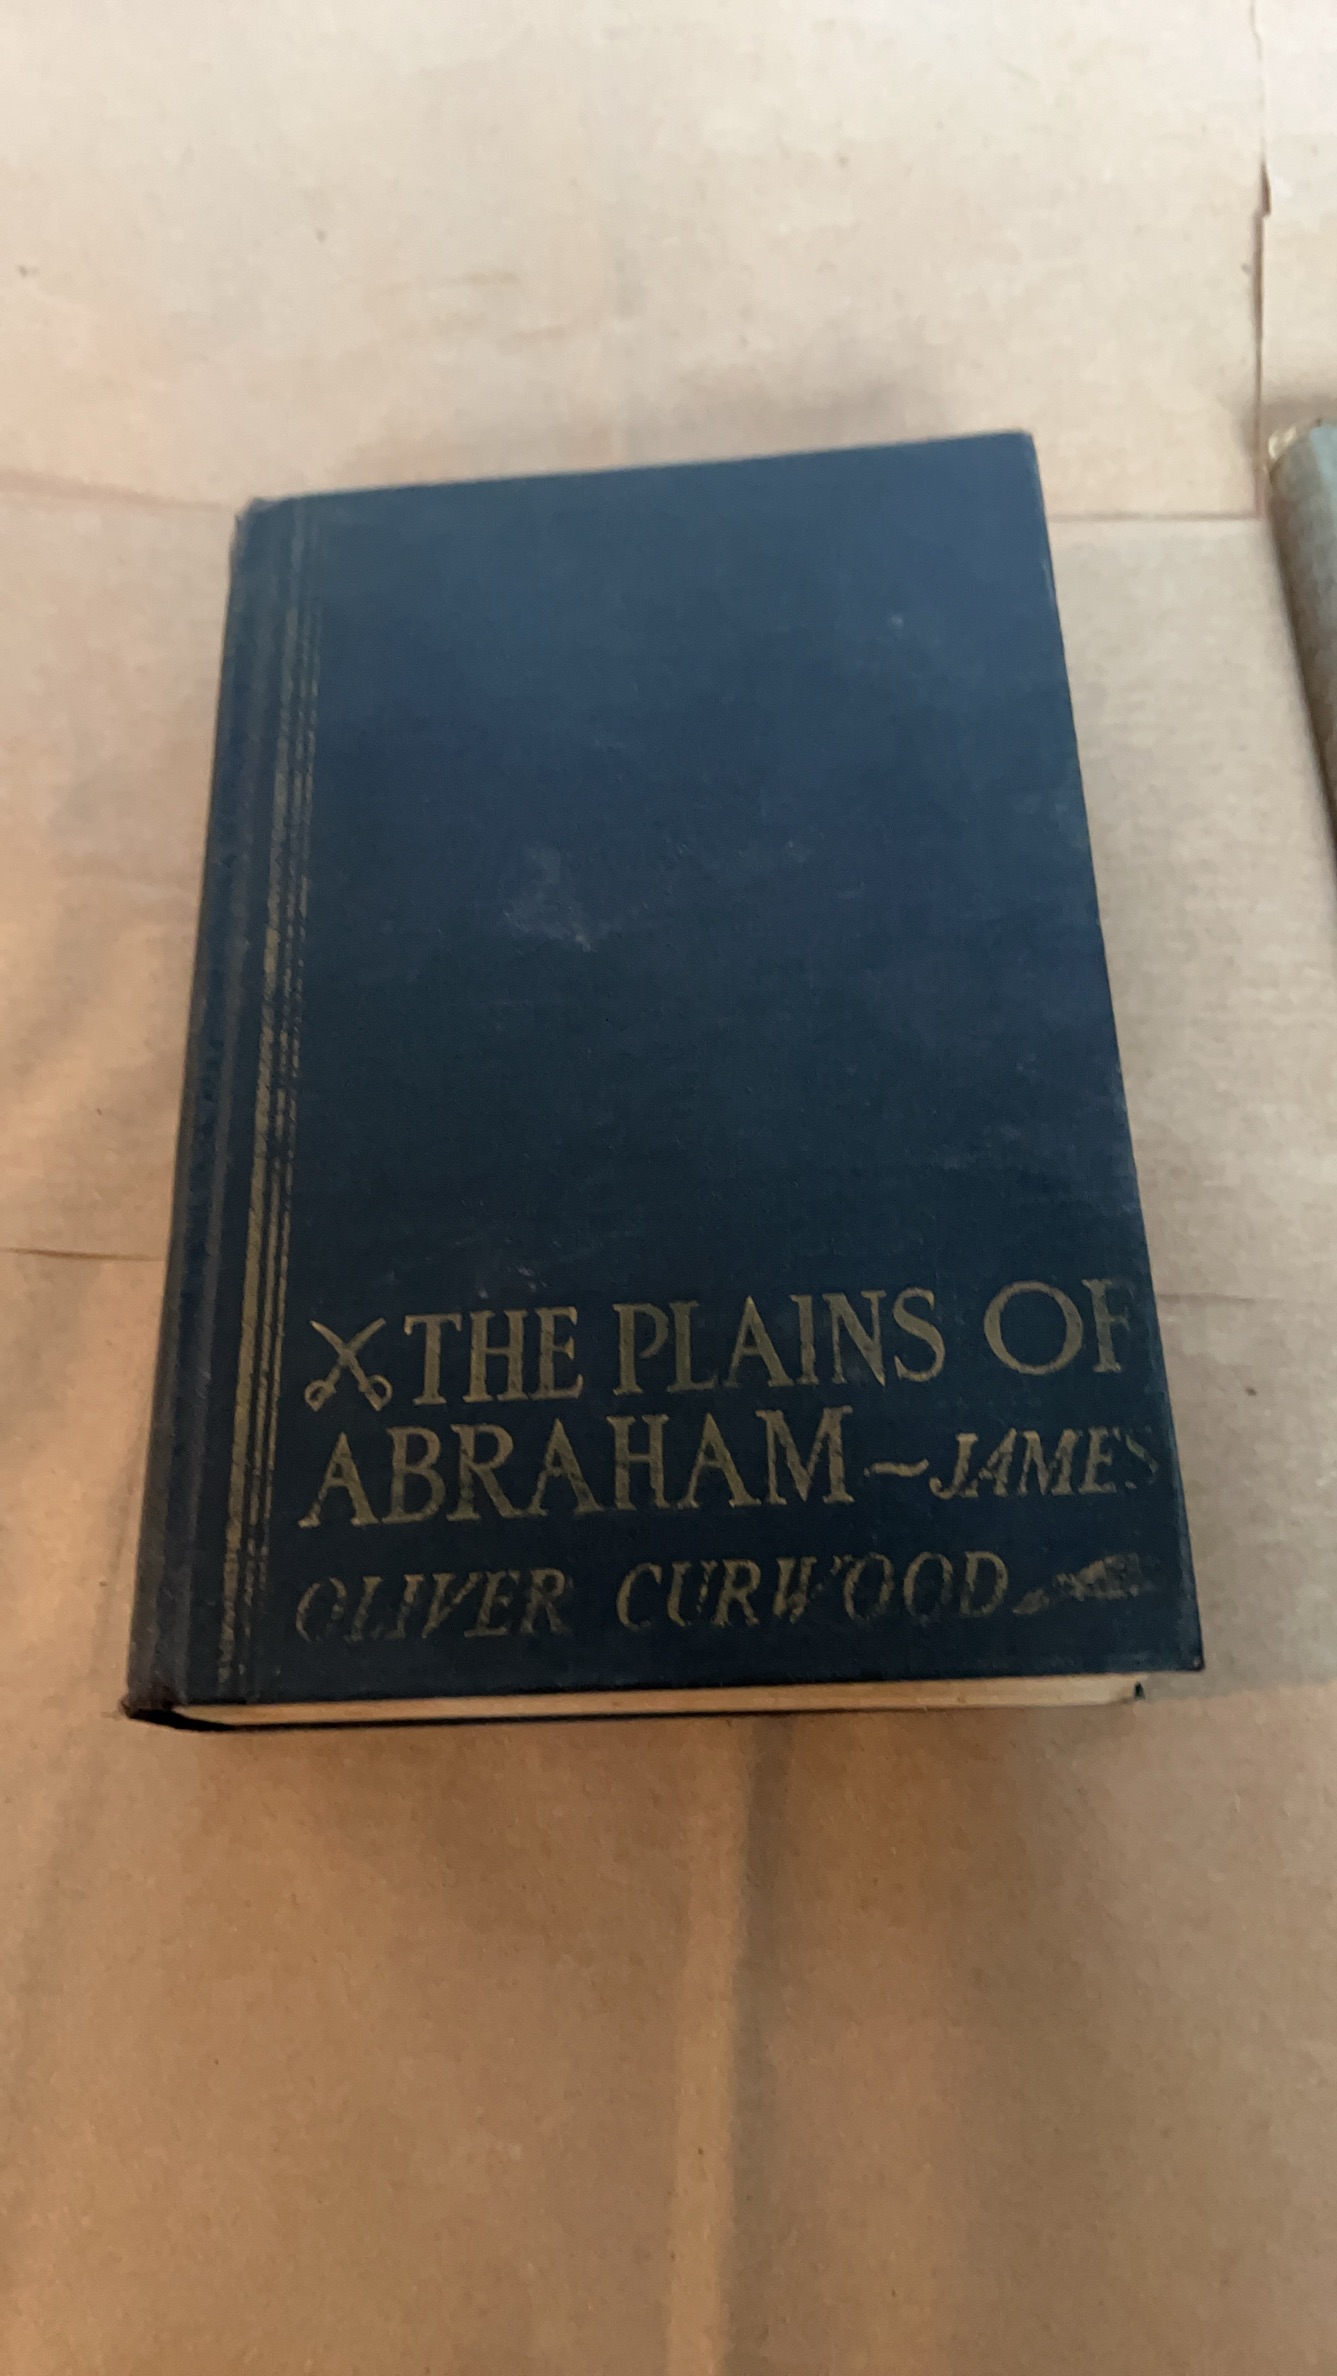 THE PLAINS OF
ABRAHAM ~ JAMES
OLIVER CURWOOD